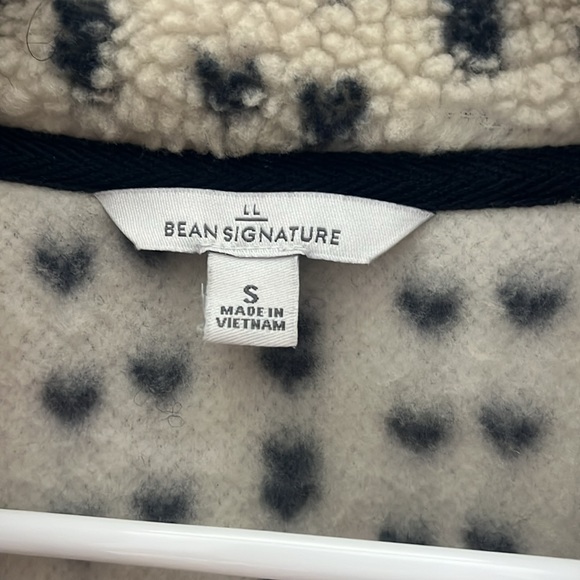 LL
BEAN SIGNATURE
S
MADE IN
VIETNAM